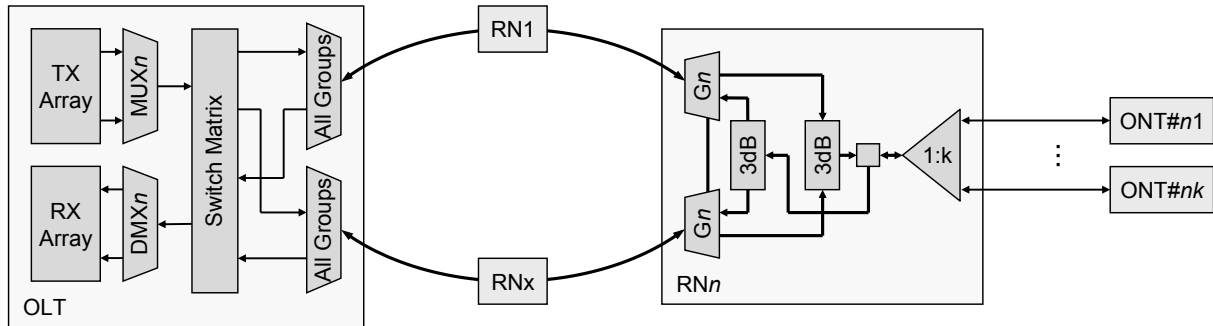 TX
Array
MUXn
Switch Matrix
All Groups
RX
Array
DMXn
All Groups
OLT
RN1
RNx
Gn
3dB
3dB
1:k
Gn
RNn
ONT#n1
⋮
ONT#nk